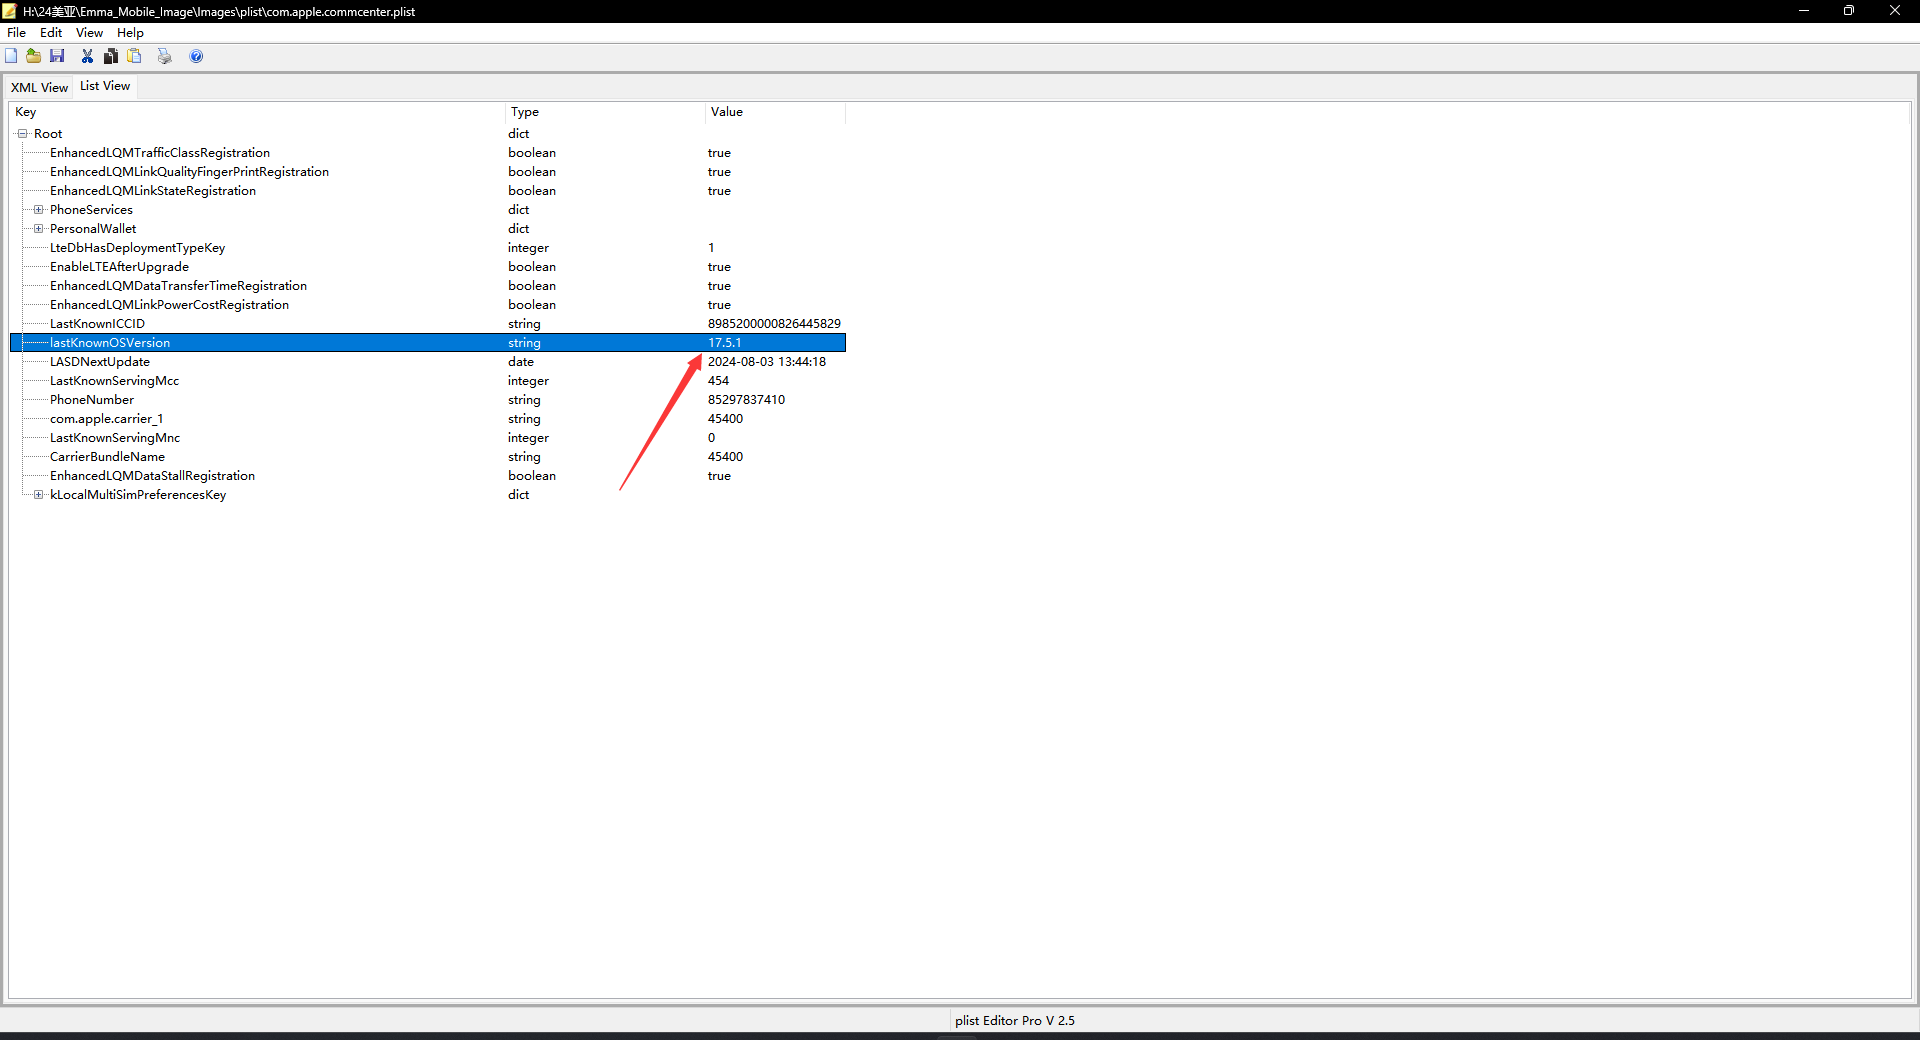 H:\24美亚\Emma_Mobile_Image\Images\plist\com.apple.commcenter.plist
File Edit View Help
XML View List View
Key Type Value
Root dict
EnhancedLQMTrafficClassRegistration boolean true
EnhancedLQMLinkQualityFingerPrintRegistration boolean true
EnhancedLQMLinkStateRegistration boolean true
PhoneServices dict
PersonalWallet dict
LteDbHasDeploymentTypeKey integer 1
EnableLTEAfterUpgrade boolean true
EnhancedLQMDataTransferTimeRegistration boolean true
EnhancedLQMLinkPowerCostRegistration boolean true
LastKnownICCID string 8985200000826445829
lastKnownOSVersion string 17.5.1
LASDNextUpdate date 2024-08-03 13:44:18
LastKnownServingMcc integer 454
PhoneNumber string 85297837410
com.apple.carrier_1 string 45400
LastKnownServingMnc integer 0
CarrierBundleName string 45400
EnhancedLQMDataStallRegistration boolean true
kLocalMultiSimPreferencesKey dict
plist Editor Pro V 2.5